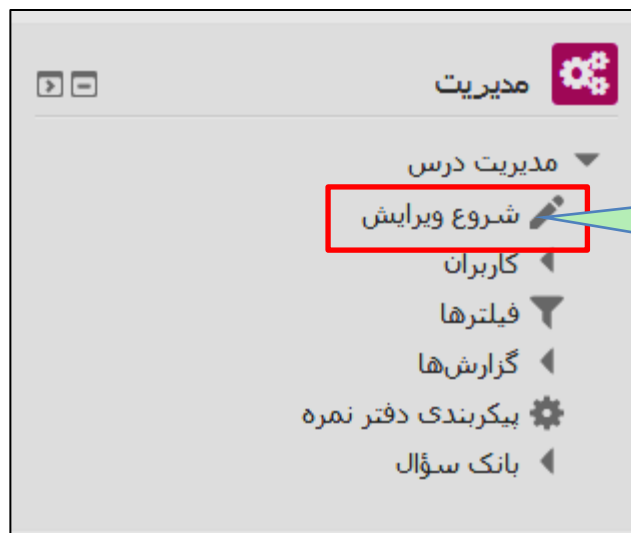 مدیریت
مدیریت درس
شروع ویرایش
کاربران
فیلترها
گزارش‌ها
پیکربندی دفتر نمره
بانک سؤال